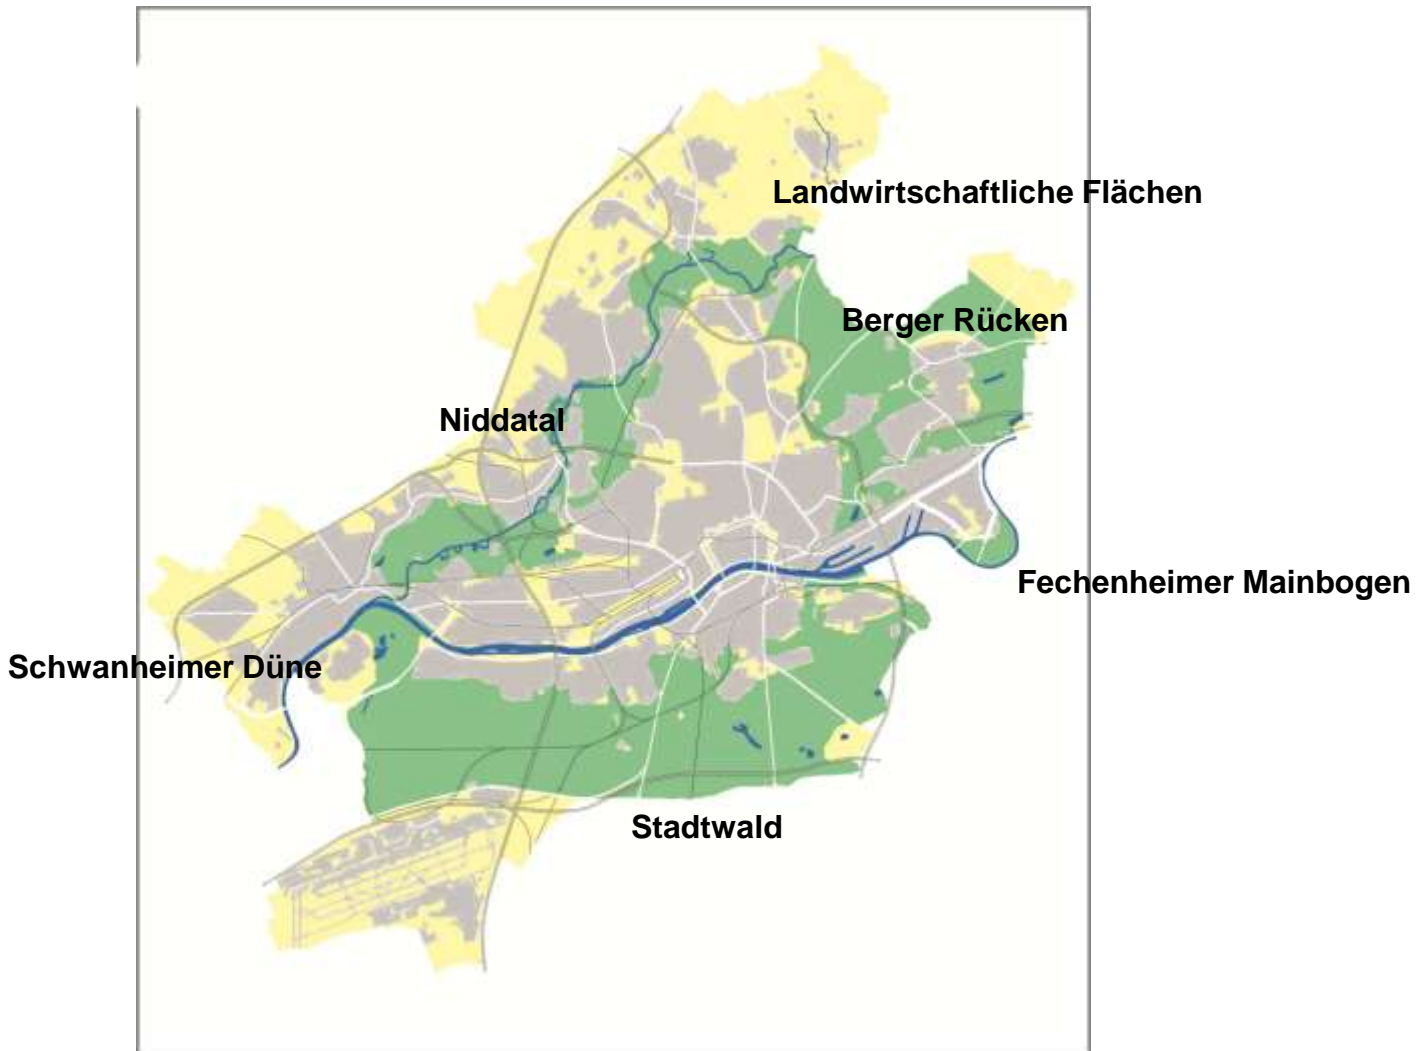 Landwirtschaftliche Flächen
Berger Rücken
Niddatal
Fechenheimer Mainbogen
Schwanheimer Düne
Stadtwald